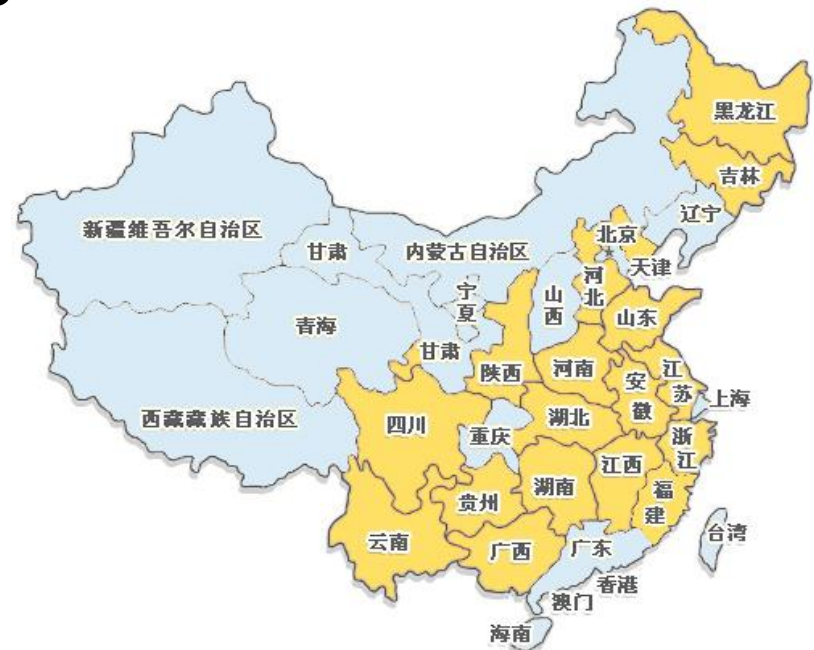 黑龙江
吉林
辽宁
新疆维吾尔自治区
甘肃
内蒙古自治区
北京
天津
宁夏
山西
河北
青海
山东
甘肃
陕西
河南
安徽
江苏
上海
西藏藏族自治区
四川
重庆
湖北
浙江
江西
湖南
福建
贵州
云南
广西
广东
台湾
香港
澳门
海南